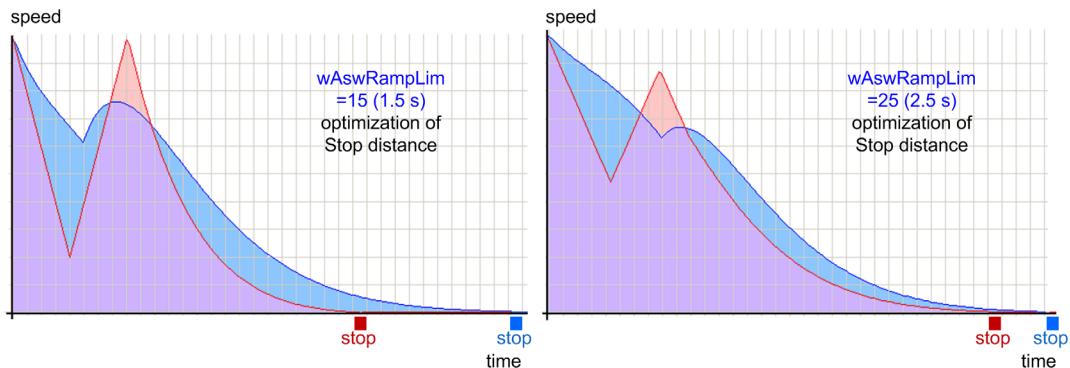 speed
wAswRampLim
=15 (1.5 s)
optimization of
Stop distance
stop
stop
time
speed
wAswRampLim
=25 (2.5 s)
optimization of
Stop distance
stop
stop
time